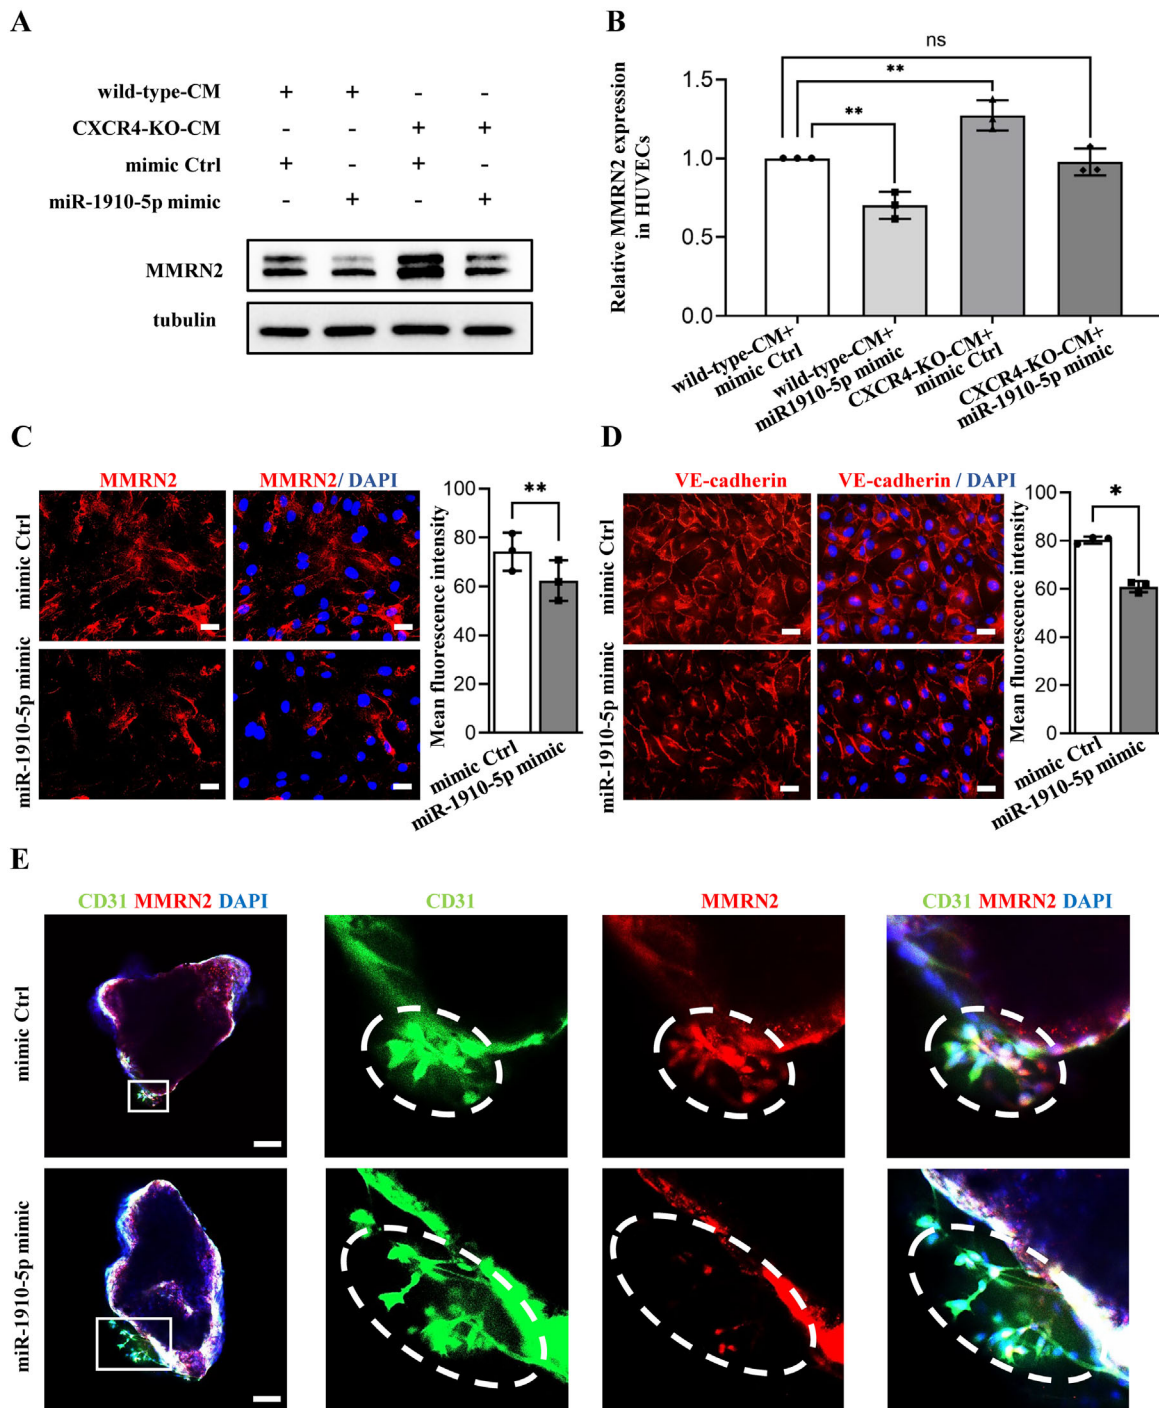 A
wild-type-CM + + - -
CXCR4-KO-CM - - + +
mimic Ctrl + - + -
miR-1910-5p mimic - + - +
MMRN2
tubulin
B
ns
**
**
Relative MMRN2 expression
in HUVECs
1.5
1.0
0.5
0.0
wild-type-CM+
mimic Ctrl
wild-type-CM+
miR1910-5p mimic
CXCR4-KO-CM+
mimic Ctrl
CXCR4-KO-CM+
miR-1910-5p mimic
C
MMRN2
MMRN2/ DAPI
mimic Ctrl
miR-1910-5p mimic
Mean fluorescence intensity
100
80
60
40
20
0
**
mimic Ctrl
miR-1910-5p mimic
D
VE-cadherin
VE-cadherin / DAPI
mimic Ctrl
miR-1910-5p mimic
Mean fluorescence intensity
100
80
60
40
20
0
*
mimic Ctrl
miR-1910-5p mimic
E
CD31 MMRN2 DAPI
CD31
MMRN2
CD31 MMRN2 DAPI
mimic Ctrl
miR-1910-5p mimic